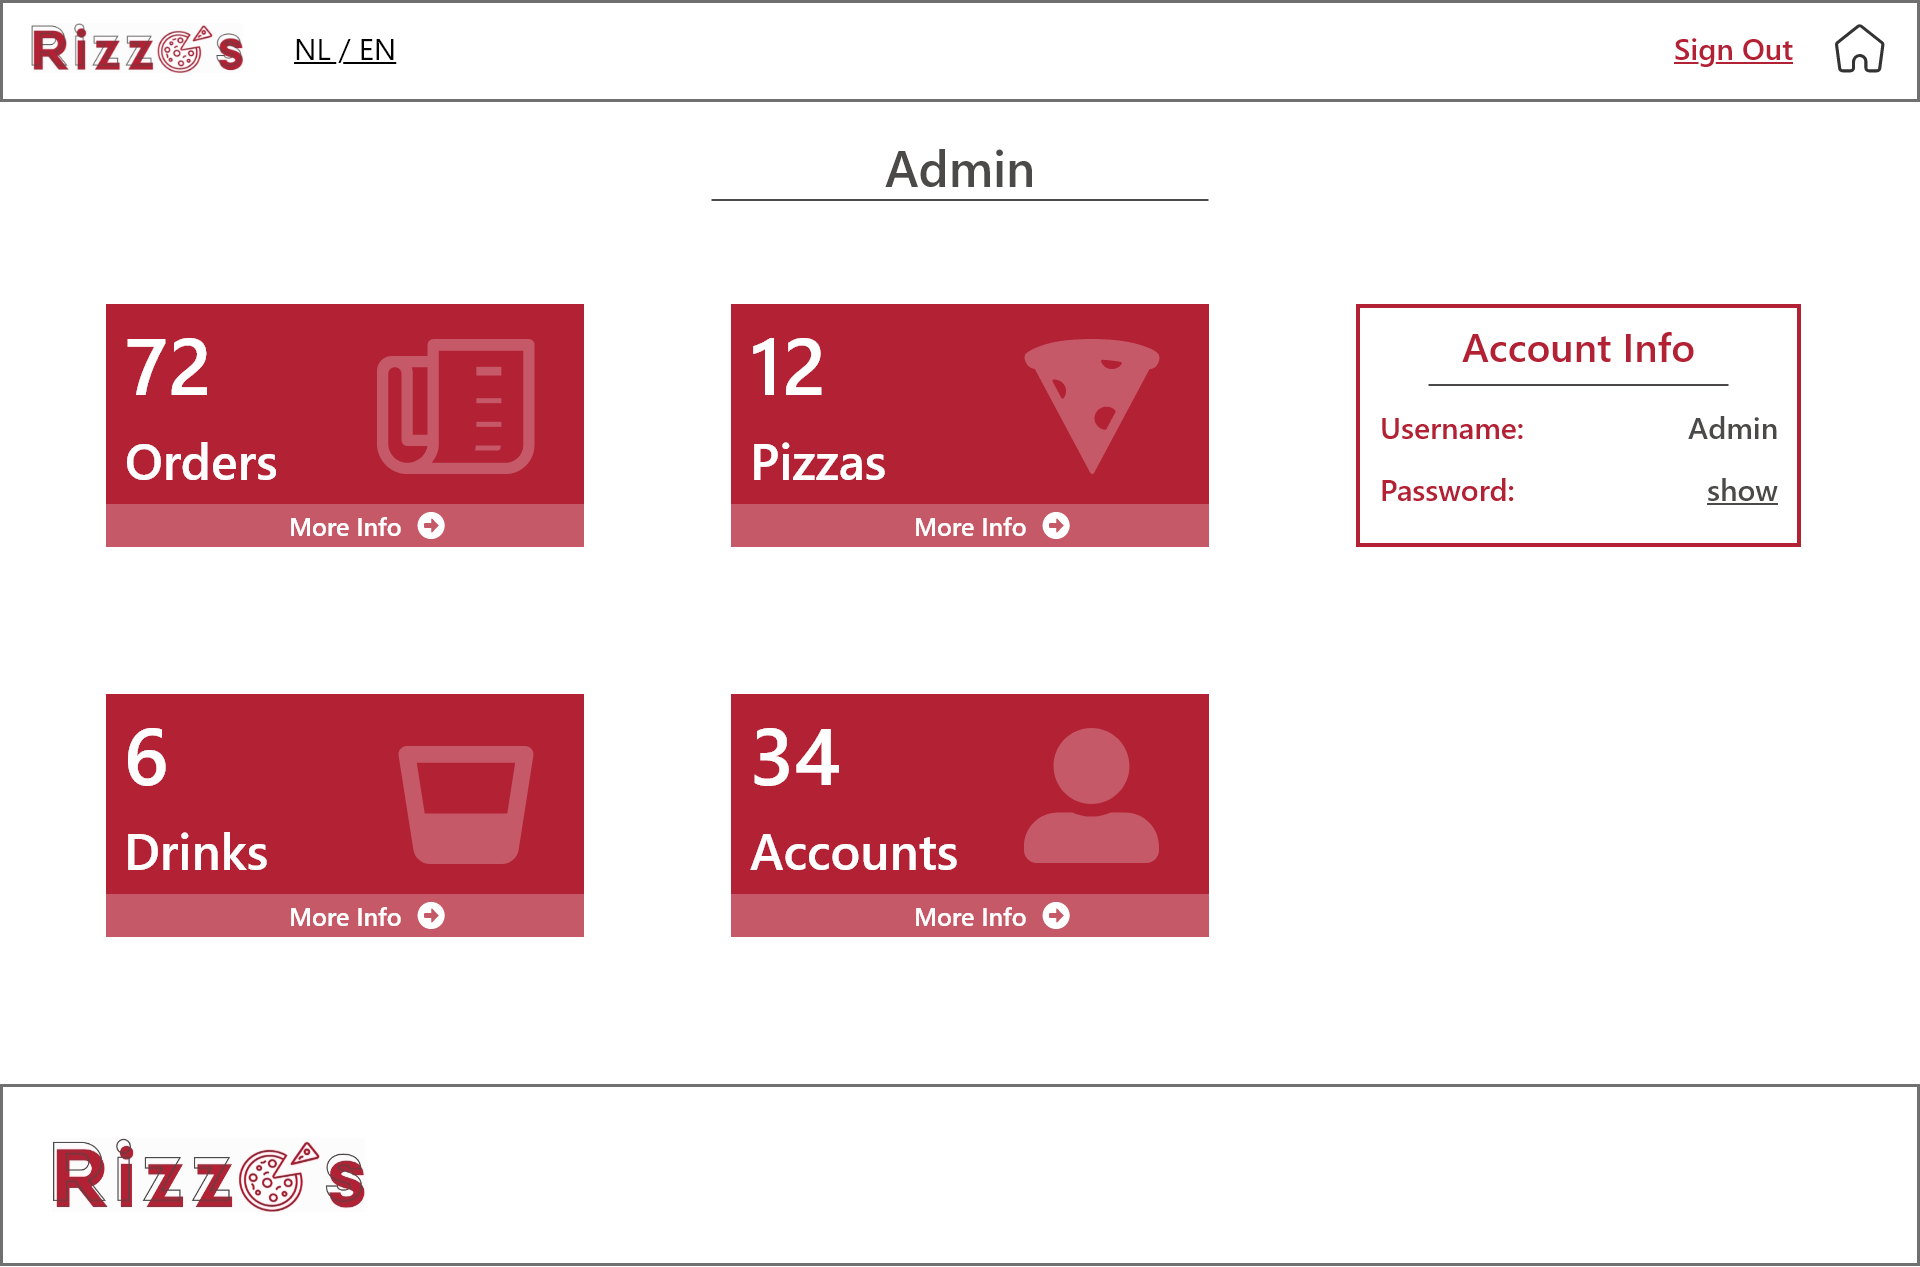 Rizzo's
NL / EN
Sign Out
Admin
72
Orders
More Info
12
Pizzas
More Info
Account Info
Username: Admin
Password: show
6
Drinks
More Info
34
Accounts
More Info
Rizzo's